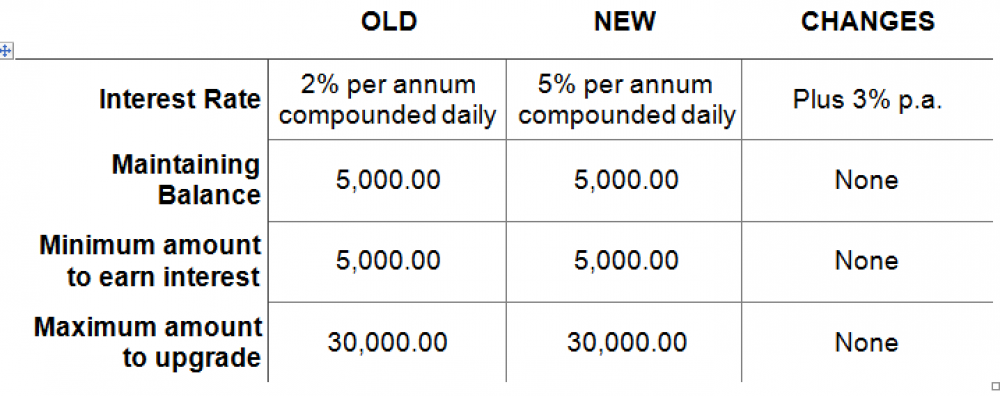 OLD NEW CHANGES
Interest Rate
2% per annum
compounded daily
5% per annum
compounded daily
Plus 3% p.a.
Maintaining
Balance
5,000.00
5,000.00
None
Minimum amount
to earn interest
5,000.00
5,000.00
None
Maximum amount
to upgrade
30,000.00
30,000.00
None